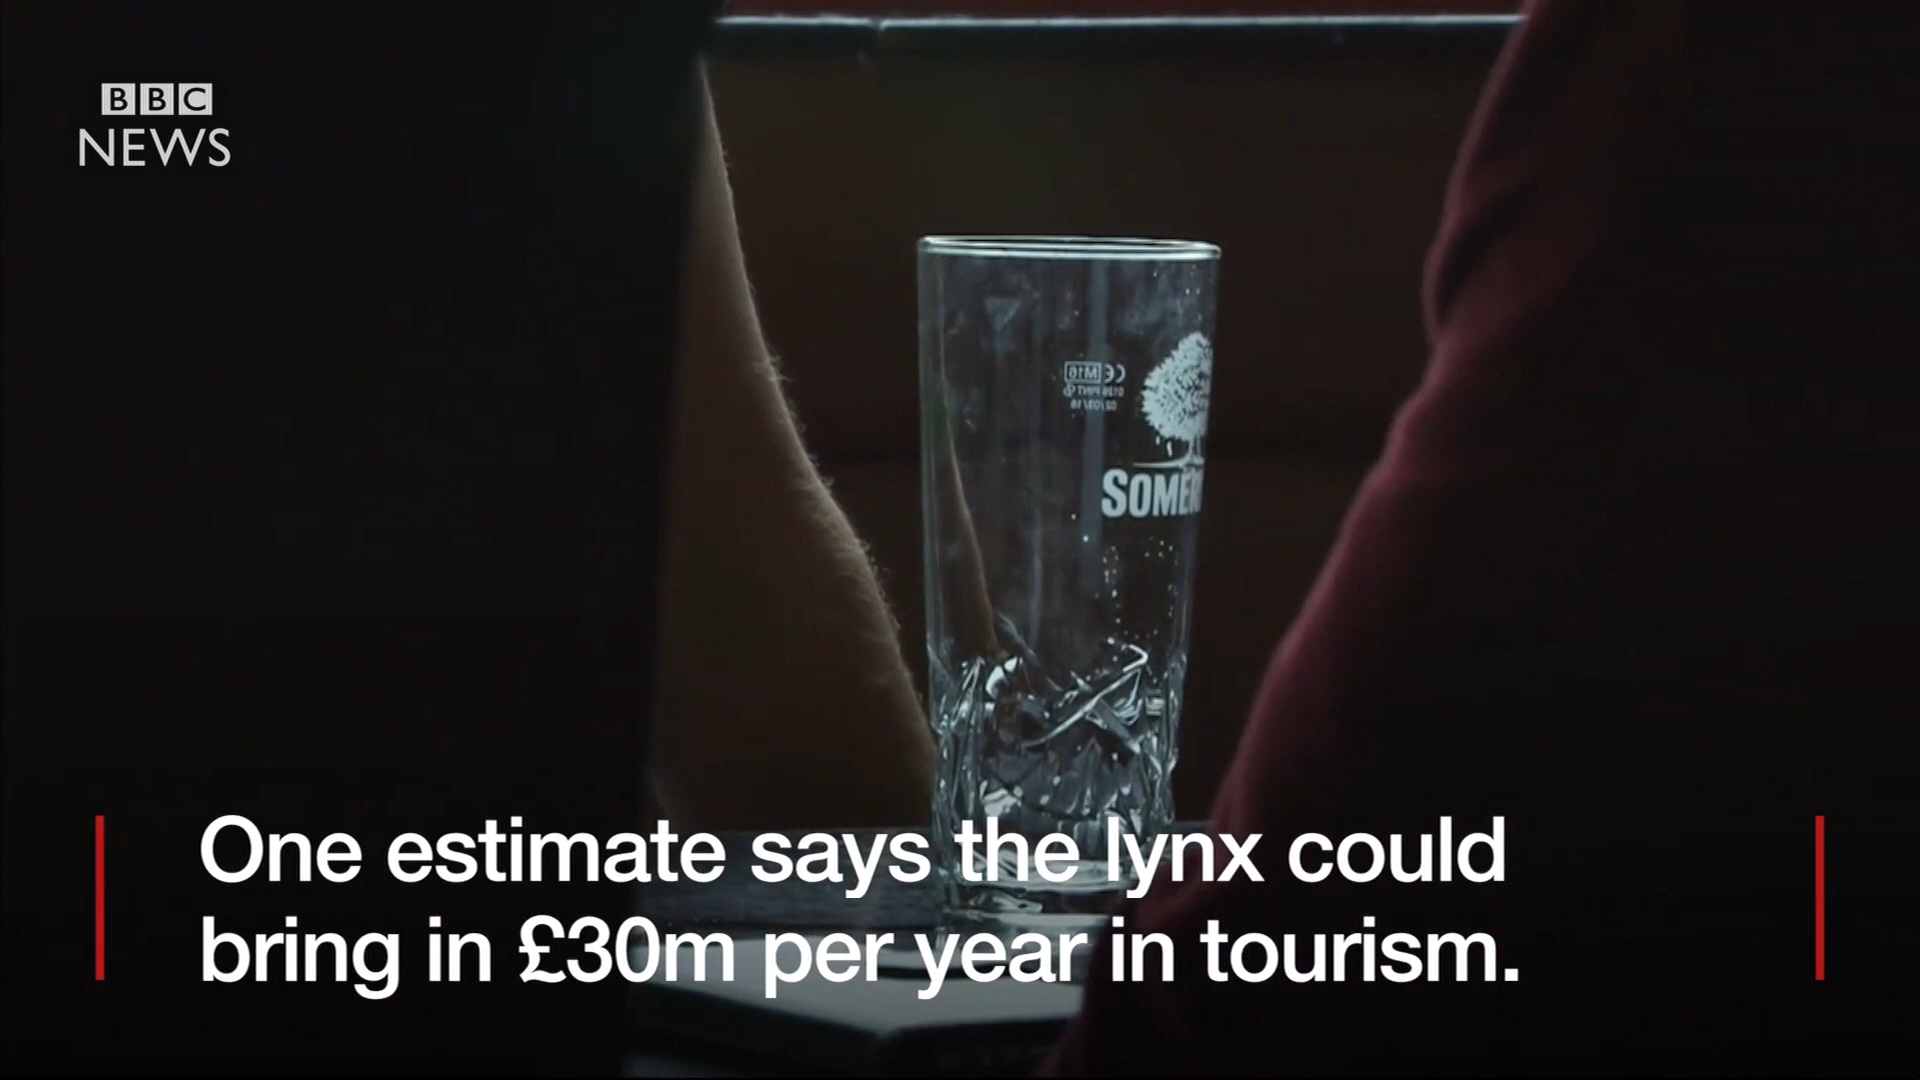 BBC
NEWS
SOMER
One estimate says the lynx could
bring in £30m per year in tourism.